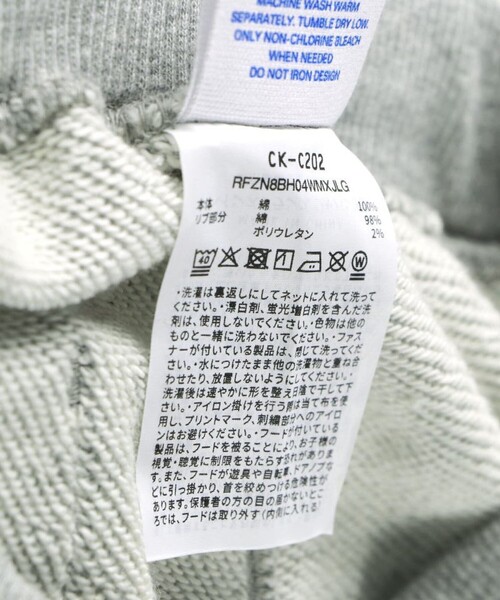 MACHINE WASH WARM
SEPARATELY. TUMBLE DRY LOW.
ONLY NON-CHLORINE BLEACH
WHEN NEEDED
DO NOT IRON DESIGN
CK-C202
RFZN8BH04WMXJLG
本体 綿 100%
リブ部分 綿 98%
ポリウレタン 2%
40 W
・洗濯は裏返しにしてネットに入れて洗って
ください。・漂白剤、蛍光増白剤を含んだ洗
剤は、使用しないでください。・色物は他の
ものと一緒に洗わないでください。・ファス
ナーが付いている製品は、閉じて洗ってくだ
さい。・水につけたまま他の洗濯物と重ね合
わせたり、放置しないようにしてください。・
洗濯後は速やかに形を整え日陰で干して下
さい。・アイロン掛けを行う際は当て布を使
用し、プリントマーク、刺繍部分へのアイロ
ンはお避けください。・フードが付いている
製品は、フードを被ることにより、お子様の
視覚・聴覚に制限をもたらす恐れがありま
す。また、フードが遊具や自転車、ドアノブな
どに引っ掛かり、首を絞めつける危険性が
あります。保護者の方の目の届かないとこ
ろでは、フードは取り外す(内側に入れる)